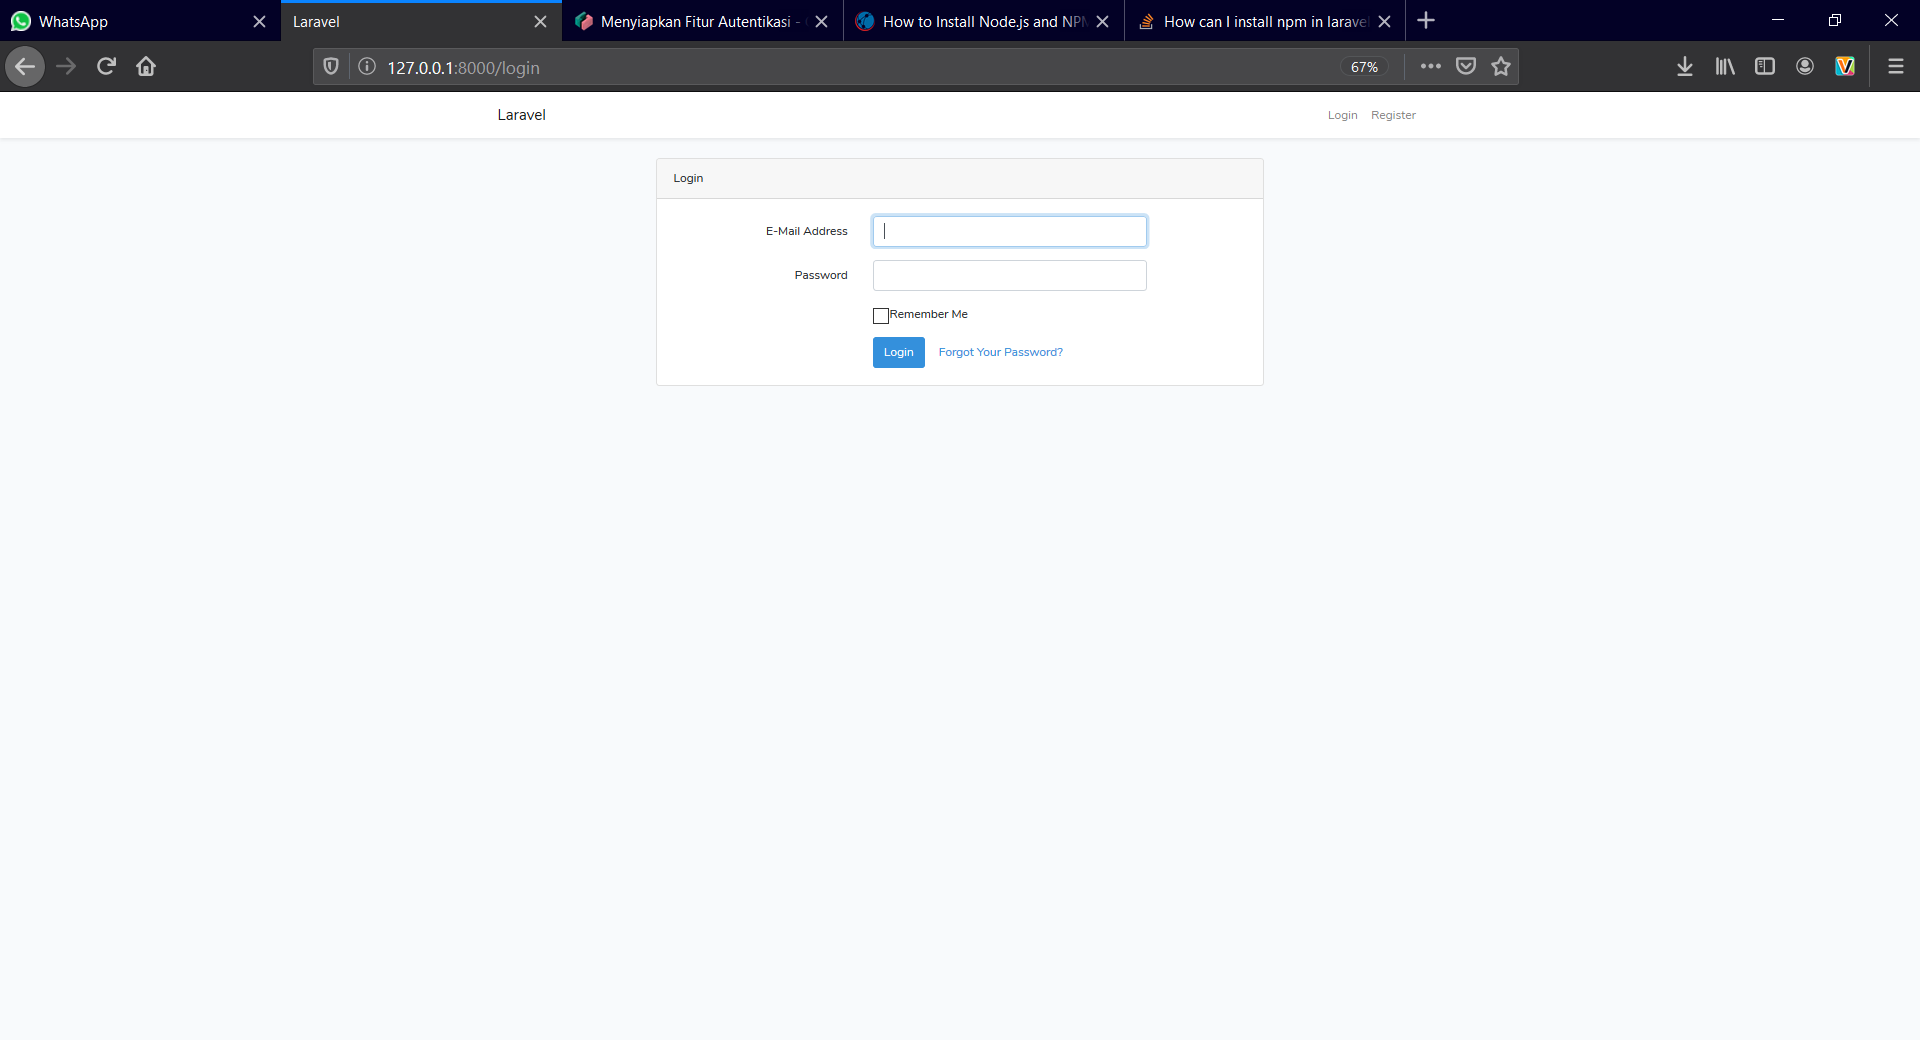 WhatsApp
Laravel
Menyiapkan Fitur Autentikasi -
How to Install Node.js and NPM
How can I install npm in laravel
127.0.0.1:8000/login
67%
Laravel
Login
Register
Login
E-Mail Address
Password
Remember Me
Login
Forgot Your Password?